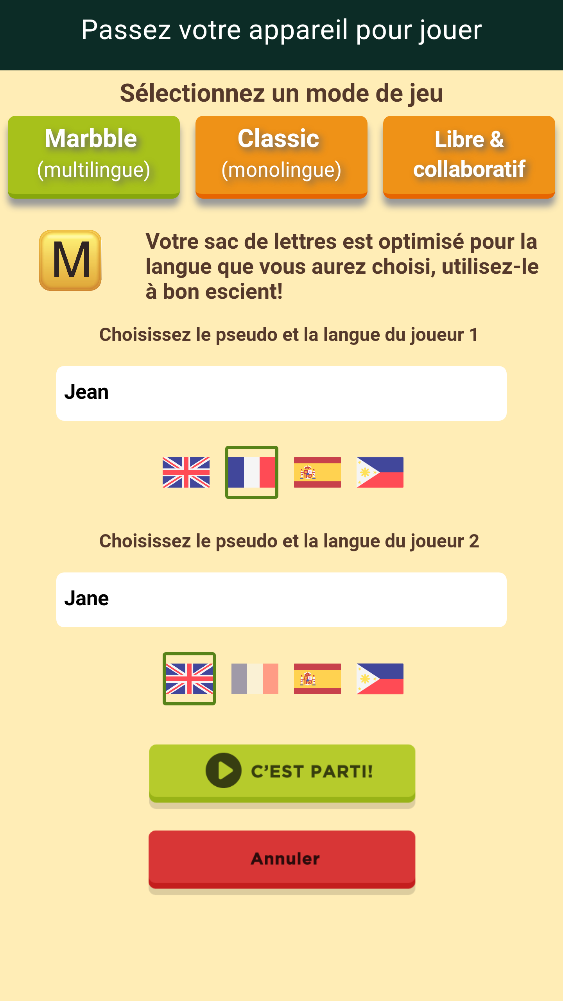 Passez votre appareil pour jouer
Sélectionnez un mode de jeu
Marbble
(multilingue)
Classic
(monolingue)
Libre &
collaboratif
M
Votre sac de lettres est optimisé pour la
langue que vous aurez choisi, utilisez-le
à bon escient!
Choisissez le pseudo et la langue du joueur 1
Jean
Choisissez le pseudo et la langue du joueur 2
Jane
C'EST PARTI!
Annuler